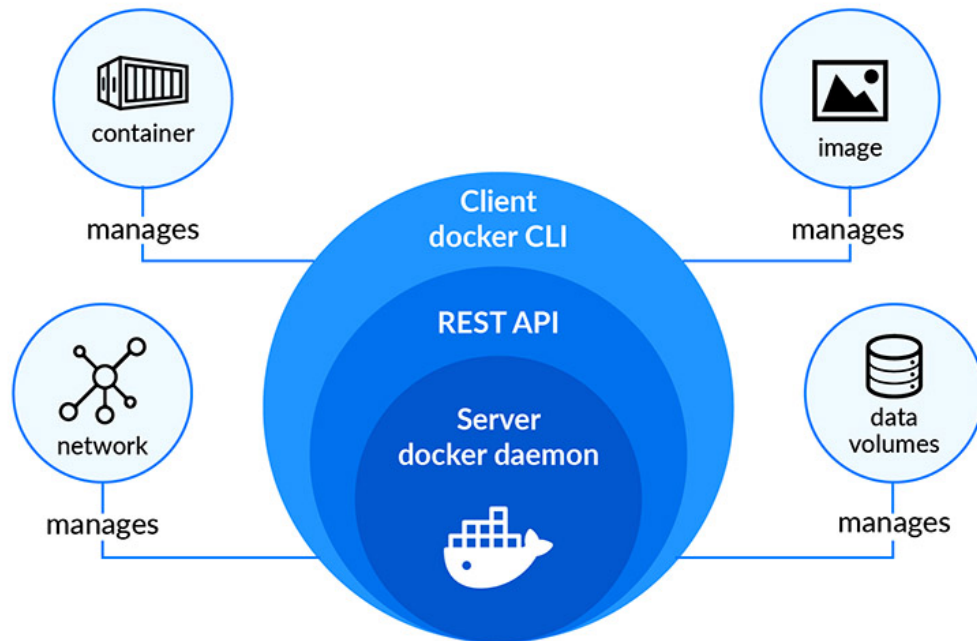 container
manages
image
manages
Client
docker CLI
REST API
Server
docker daemon
network
manages
data
volumes
manages